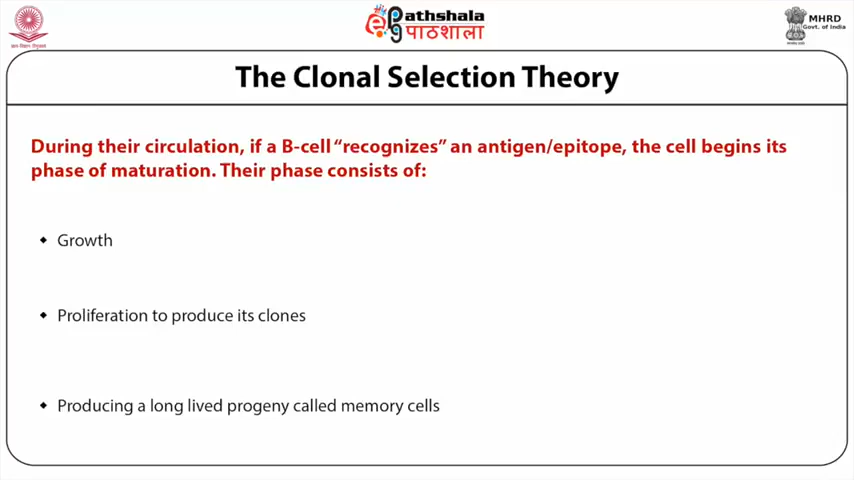 ePG Pathshala
पाठशाला
MHRD
Govt. of India
The Clonal Selection Theory
During their circulation, if a B-cell “recognizes” an antigen/epitope, the cell begins its
phase of maturation. Their phase consists of:
Growth
Proliferation to produce its clones
Producing a long lived progeny called memory cells